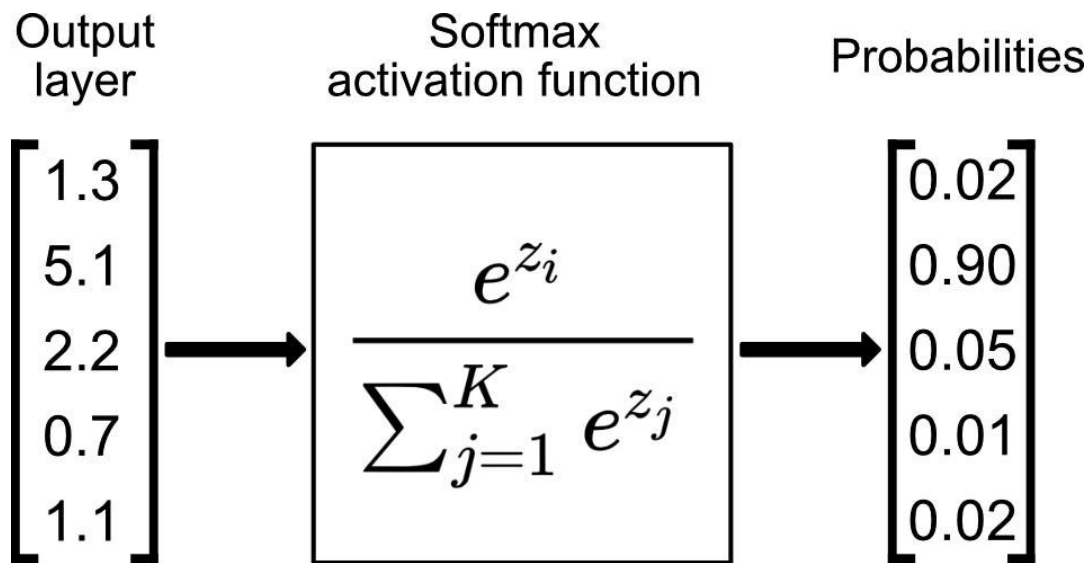 Output
layer
Softmax
activation function
Probabilities
1.3
5.1
2.2
0.7
1.1
e^{z_i}
∑_{j=1}^{K} e^{z_j}
0.02
0.90
0.05
0.01
0.02